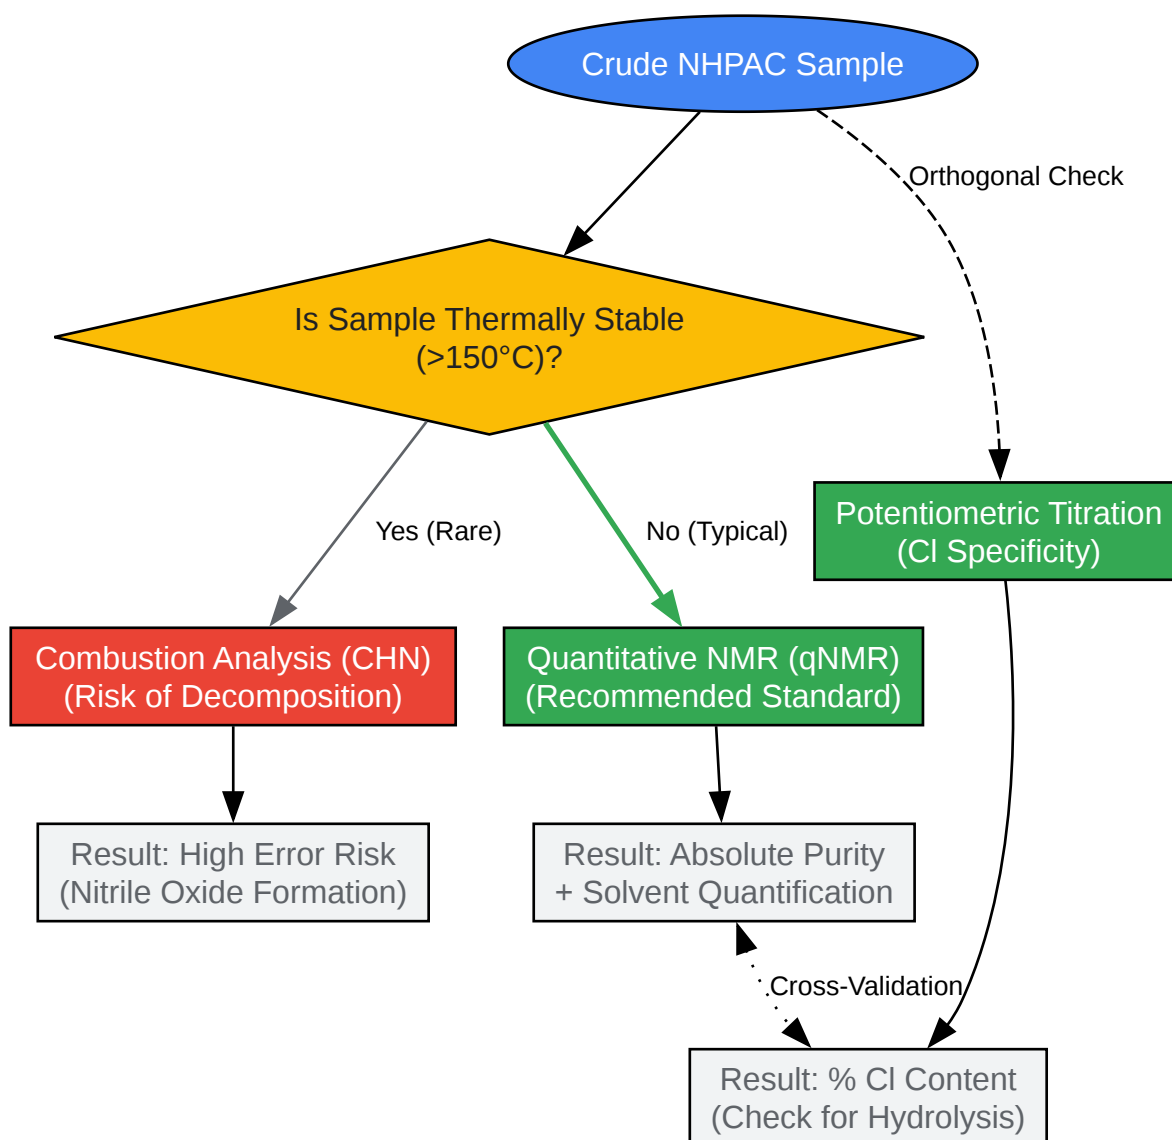 Crude NHPAC Sample
Orthogonal Check
Is Sample Thermally Stable
(>150°C)?
Yes (Rare)
No (Typical)
Potentiometric Titration
(Cl Specificity)
Combustion Analysis (CHN)
(Risk of Decomposition)
Quantitative NMR (qNMR)
(Recommended Standard)
Result: High Error Risk
(Nitrile Oxide Formation)
Result: Absolute Purity
+ Solvent Quantification
Cross-Validation
Result: % Cl Content
(Check for Hydrolysis)